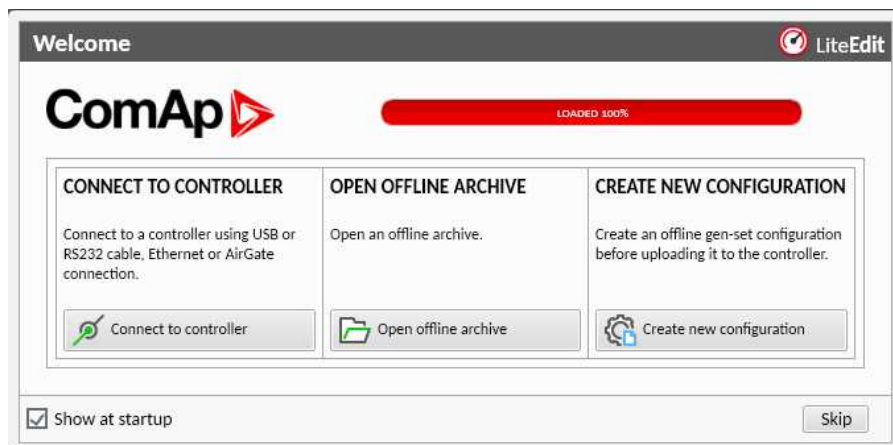 Welcome
LiteEdit
ComAp
LOADED 100%
CONNECT TO CONTROLLER
Connect to a controller using USB or
RS232 cable, Ethernet or AirGate
connection.
Connect to controller
OPEN OFFLINE ARCHIVE
Open an offline archive.
Open offline archive
CREATE NEW CONFIGURATION
Create an offline gen-set configuration
before uploading it to the controller.
Create new configuration
Show at startup
Skip